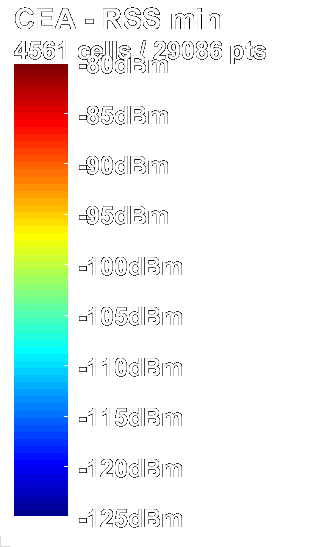 CEA - RSS min
4561 cells / 29086 pts
-80dBm
-85dBm
-90dBm
-95dBm
-100dBm
-105dBm
-110dBm
-115dBm
-120dBm
-125dBm